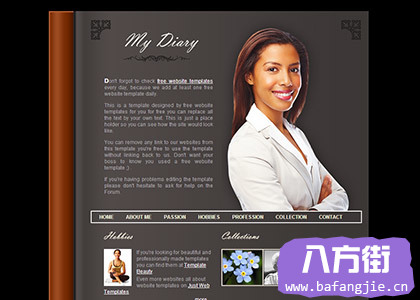 My Diary
Don't forget to check free website templates
every day, because we add at least one free
website template daily.
This is a template designed by free website
templates for you for free you can replace all
the text by your own text. This is just a place
holder so you can see how the site would look
like.
You can remove any link to our websites from
this template you're free to use the template
without linking back to us. Don't want your
boss to know you used a free website
template ;)
If you're having problems editing the template
please don't hesitate to ask for help on the
Forum.
HOME ABOUT ME PASSION HOBBIES PROFESSION COLLECTION CONTACT
Hobbies
If you're looking for beautiful and
professionally made templates
you can find them at Template
Beauty
Even more websites all about
website templates on Just Web
Templates
more
Collections
八方街
www.bafangjie.cn